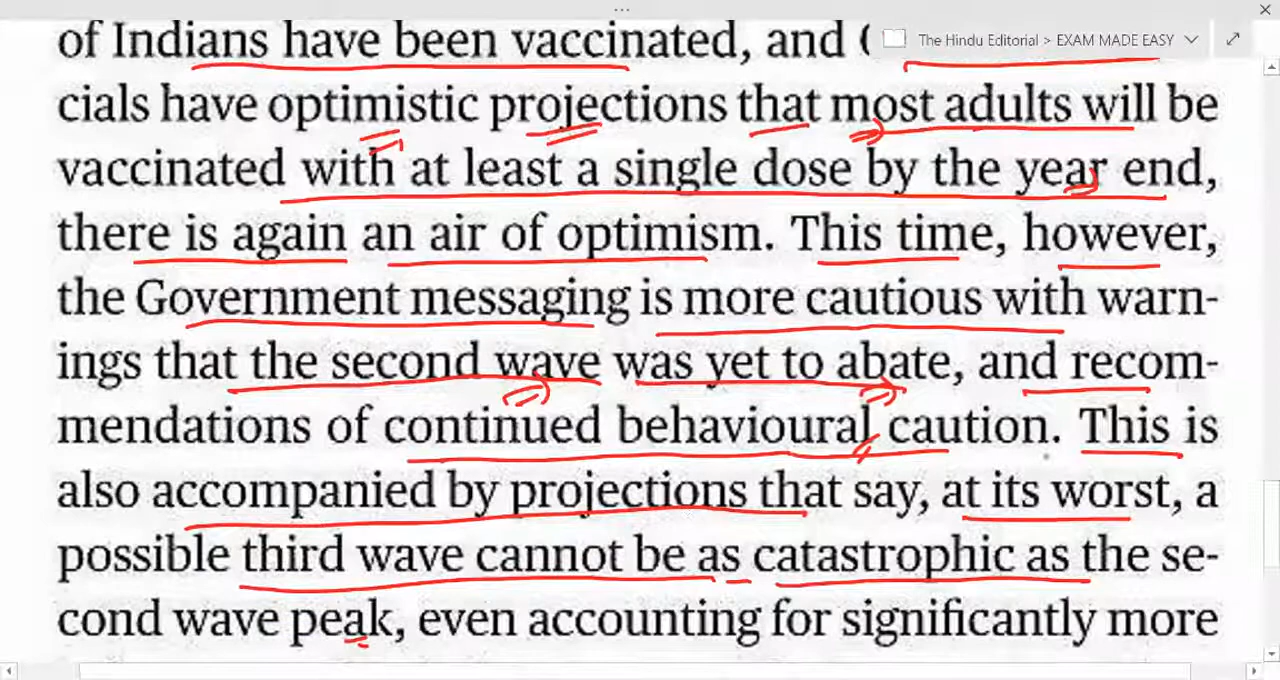 of Indians have been vaccinated, and
The Hindu Editorial > EXAM MADE EASY
cials have optimistic projections that most adults will be
vaccinated with at least a single dose by the year end,
there is again an air of optimism. This time, however,
the Government messaging is more cautious with warn-
ings that the second wave was yet to abate, and recom-
mendations of continued behavioural caution. This is
also accompanied by projections that say, at its worst, a
possible third wave cannot be as catastrophic as the se-
cond wave peak, even accounting for significantly more